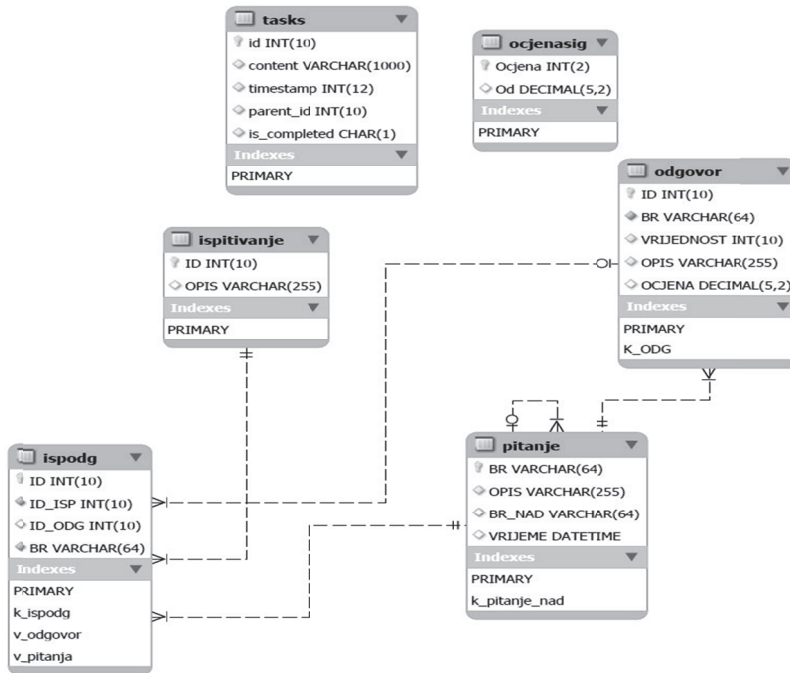 tasks
id INT(10)
content VARCHAR(1000)
timestamp INT(12)
parent_id INT(10)
is_completed CHAR(1)
Indexes
PRIMARY
ocjenasig
Ocjena INT(2)
Od DECIMAL(5,2)
Indexes
PRIMARY
odgovor
ID INT(10)
BR VARCHAR(64)
VRIJEDNOST INT(10)
OPIS VARCHAR(255)
OCJENA DECIMAL(5,2)
Indexes
PRIMARY
K_ODG
ispitivanje
ID INT(10)
OPIS VARCHAR(255)
Indexes
PRIMARY
ispodg
ID INT(10)
ID_ISP INT(10)
ID_ODG INT(10)
BR VARCHAR(64)
Indexes
PRIMARY
k_ispodg
v_odgovor
v_pitanja
pitanje
BR VARCHAR(64)
OPIS VARCHAR(255)
BR_NAD VARCHAR(64)
VRIJEME DATETIME
Indexes
PRIMARY
k_pitanje_nad